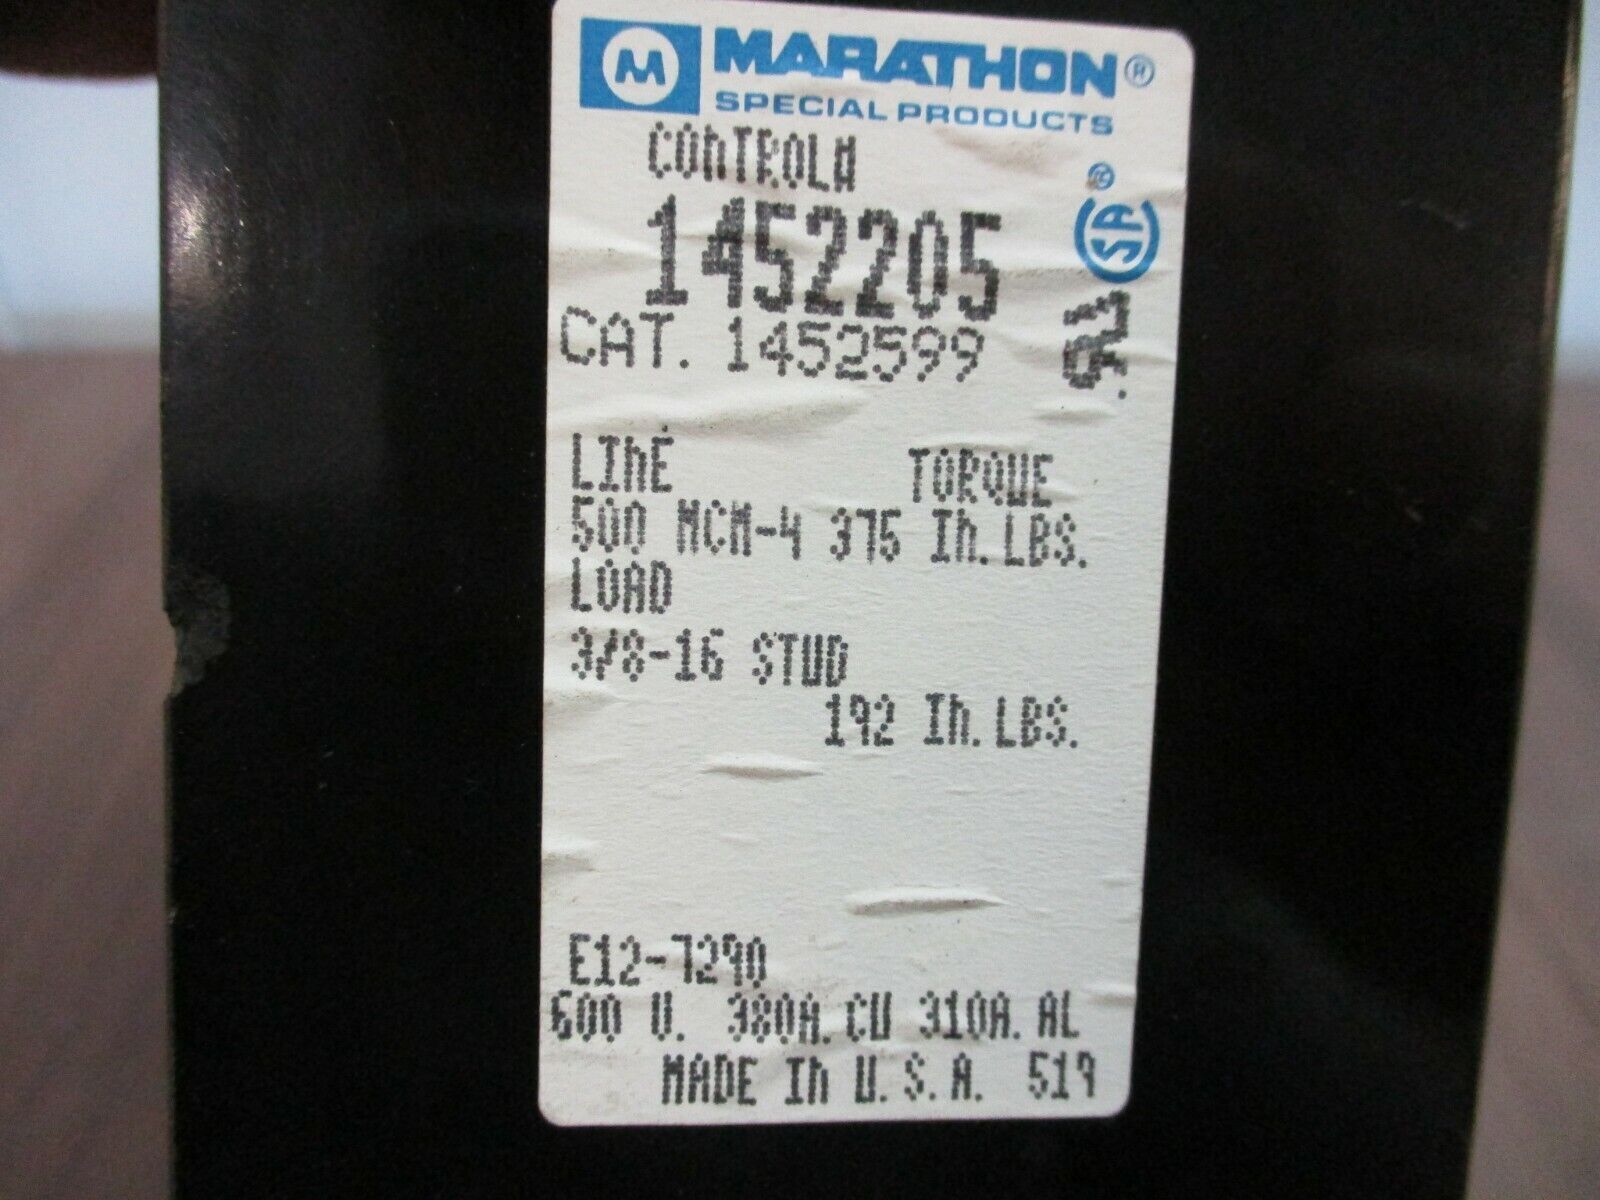 M MARATHON®
SPECIAL PRODUCTS
CONTROLA
1452205
CAT. 1452599
LINE TORQUE
500 MCM-4 375 IN.LBS.
LOAD
3/8-16 STUD
192 IN.LBS.
E12-7290
600 V. 380A.CU 310A.AL
MADE IN U.S.A. 519
SA®